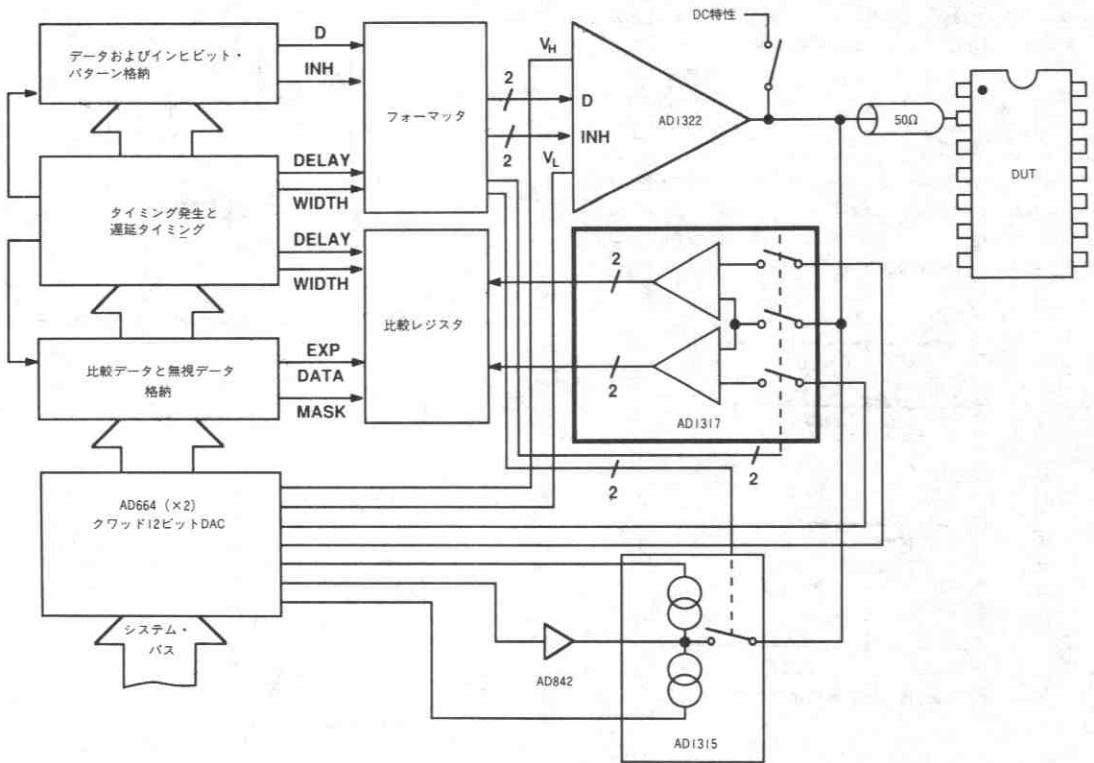 DC特性
データおよびインヒビット・
パターン格納
D
INH
フォーマッタ
2
2
VH
D
INH
VL
AD1322
50Ω
DUT
タイミング発生と
遅延タイミング
DELAY
WIDTH
DELAY
WIDTH
比較レジスタ
2
2
AD1317
比較データと無視データ
格納
EXP
DATA
MASK
2
2
AD664 (×2)
クワッド12ビットDAC
システム・
バス
AD842
AD1315